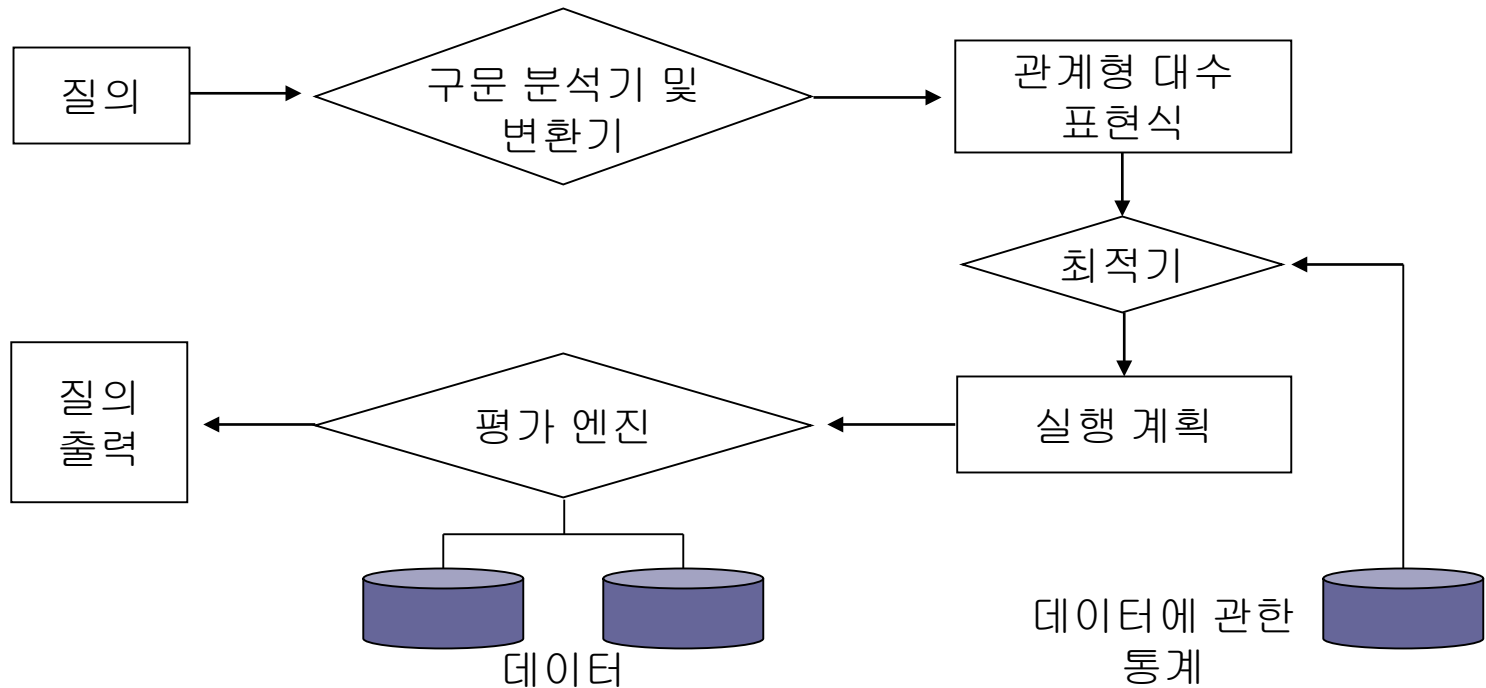 질의
구문 분석기 및
변환기
관계형 대수
표현식
최적기
실행 계획
평가 엔진
질의
출력
데이터
데이터에 관한
통계